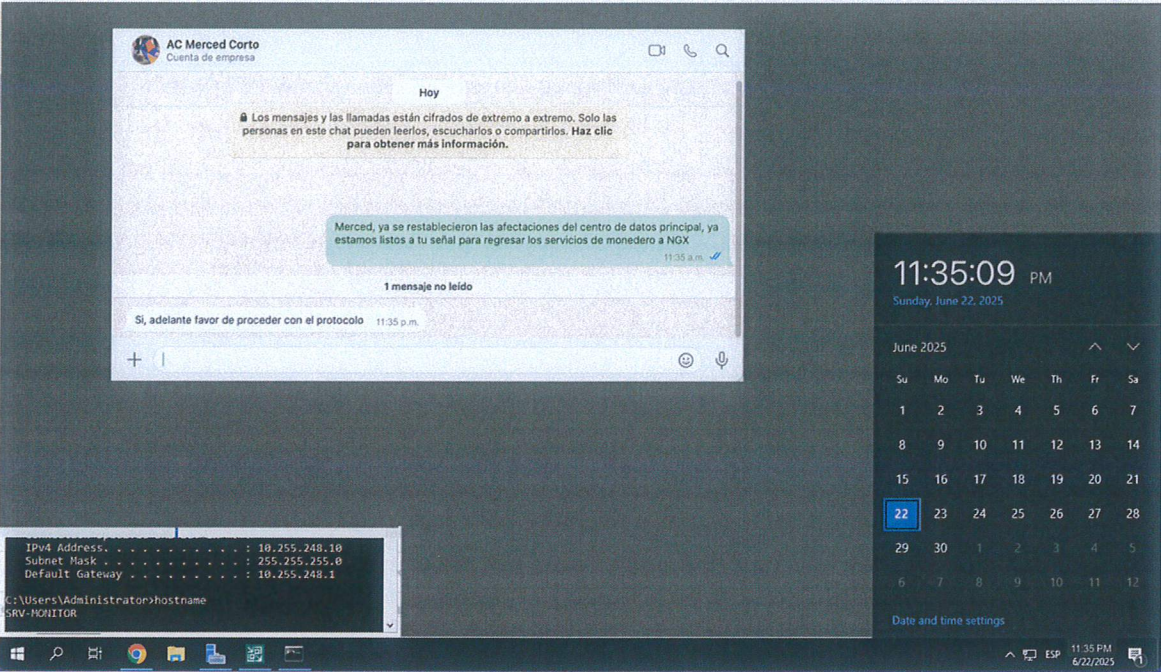 AC Merced Corto
Cuenta de empresa
Hoy
Los mensajes y las llamadas están cifrados de extremo a extremo. Solo las
personas en este chat pueden leerlos, escucharlos o compartirlos. Haz clic
para obtener más información.
Merced, ya se restablecieron las afectaciones del centro de datos principal, ya
estamos listos a tu señal para regresar los servicios de monedero a NGX
11:35 a.m.
1 mensaje no leído
Si, adelante favor de proceder con el protocolo 11:35 p.m.
IPv4 Address. . . . . . . . . . . : 10.255.248.10
Subnet Mask . . . . . . . . . . . : 255.255.255.0
Default Gateway . . . . . . . . . : 10.255.248.1
C:\Users\Administrator>hostname
SRV-MONITOR
11:35:09 PM
Sunday, June 22, 2025
June 2025
Su Mo Tu We Th Fr Sa
1 2 3 4 5 6 7
8 9 10 11 12 13 14
15 16 17 18 19 20 21
22 23 24 25 26 27 28
29 30 1 2 3 4 5
6 7 8 9 10 11 12
Date and time settings
ESP
11:35 PM
6/22/2025
1